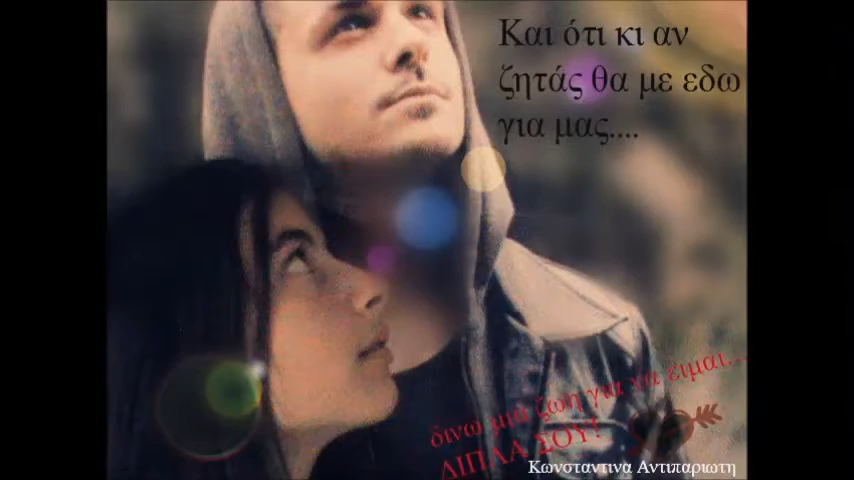 Και ότι κι αν
ζητάς θα με εδω
για μας....
δινω μια ζωη για να ειμαι...
ΔΙΠΛΑ ΣΟΥ!
Κωνσταντινα Αντιπαριωτη